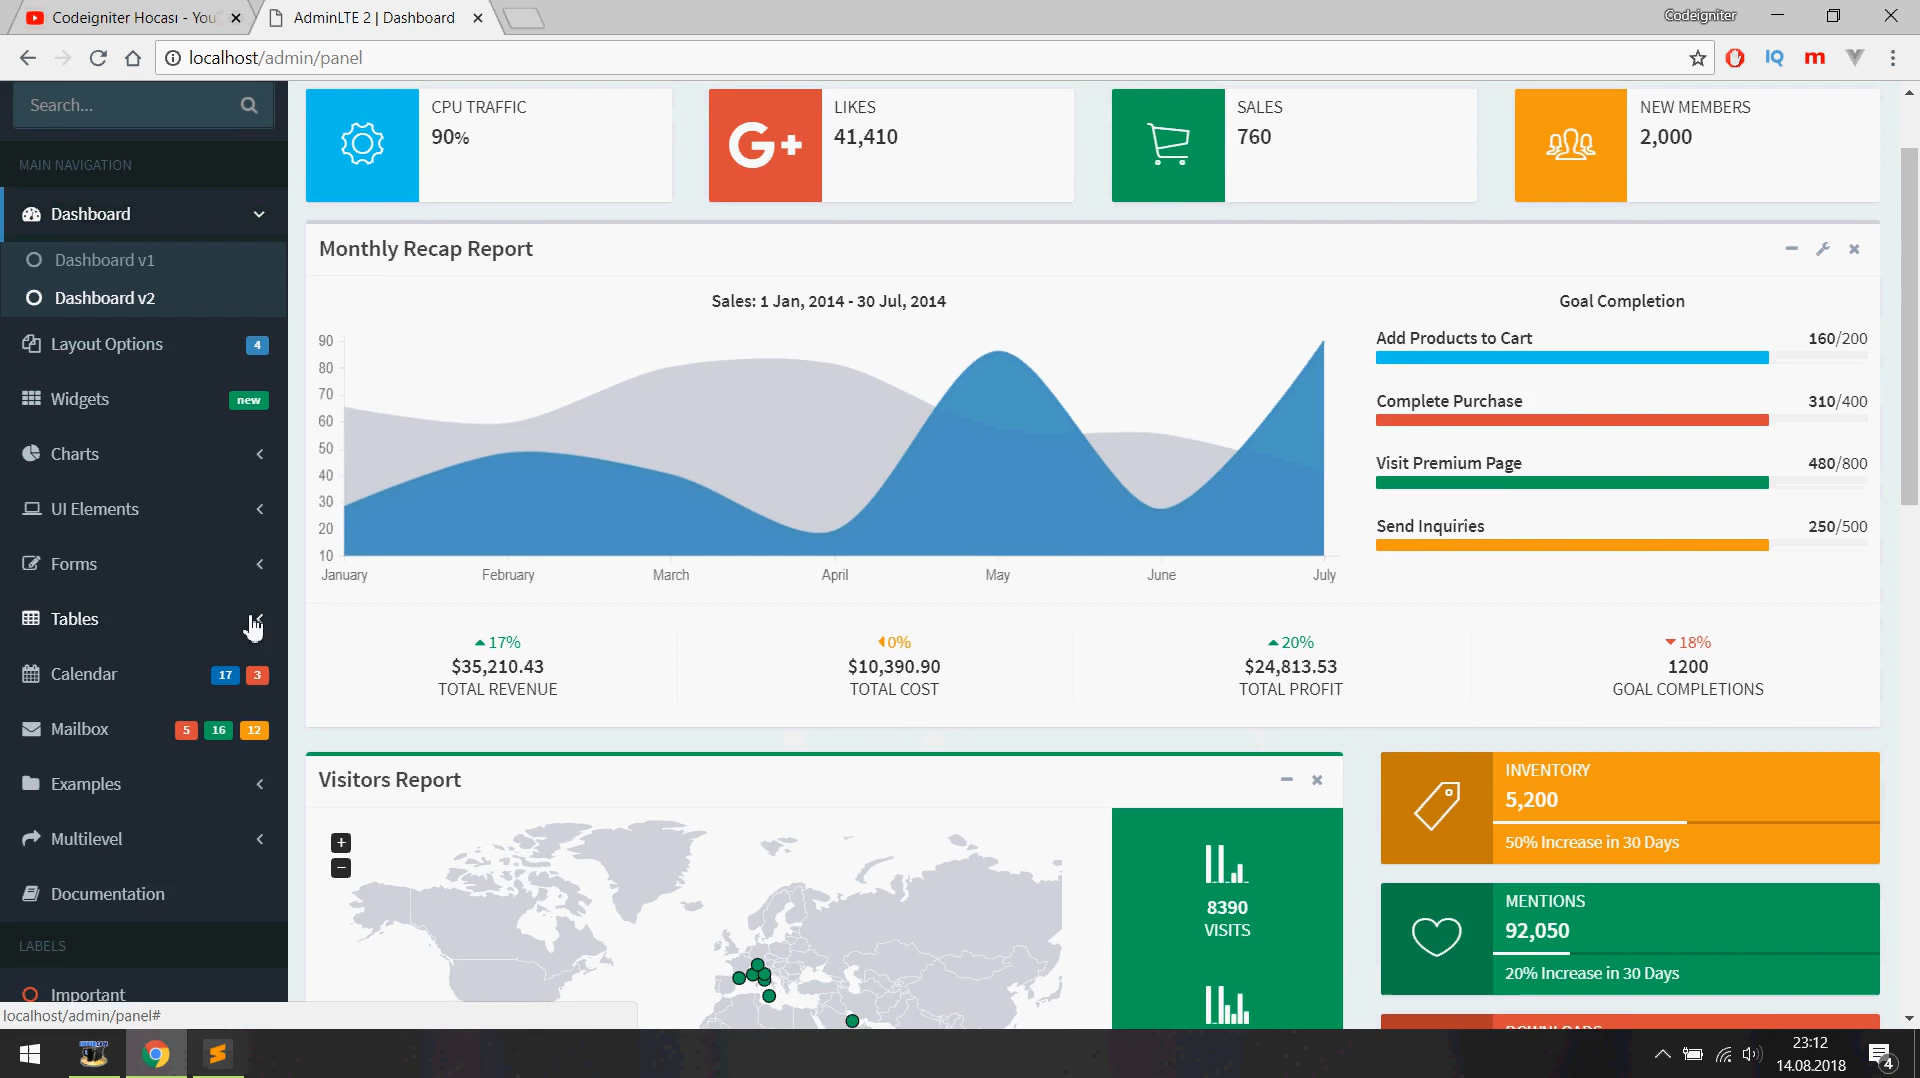 Codeigniter Hocası - You
AdminLTE 2 | Dashboard
Codeigniter
localhost/admin/panel
IQ
m
Search...
MAIN NAVIGATION
Dashboard
Dashboard v1
Dashboard v2
Layout Options 4
Widgets new
Charts
UI Elements
Forms
Tables
Calendar 17 3
Mailbox 5 16 12
Examples
Multilevel
Documentation
LABELS
Important
localhost/admin/panel#
CPU TRAFFIC
90%
G+
LIKES
41,410
SALES
760
NEW MEMBERS
2,000
Monthly Recap Report
Sales: 1 Jan, 2014 - 30 Jul, 2014
90
80
70
60
50
40
30
20
10
January February March April May June July
Goal Completion
Add Products to Cart 160/200
Complete Purchase 310/400
Visit Premium Page 480/800
Send Inquiries 250/500
17%
$35,210.43
TOTAL REVENUE
0%
$10,390.90
TOTAL COST
20%
$24,813.53
TOTAL PROFIT
18%
1200
GOAL COMPLETIONS
Visitors Report
+
−
8390
VISITS
INVENTORY
5,200
50% Increase in 30 Days
MENTIONS
92,050
20% Increase in 30 Days
DOWNLOADS
23:12
14.08.2018
4